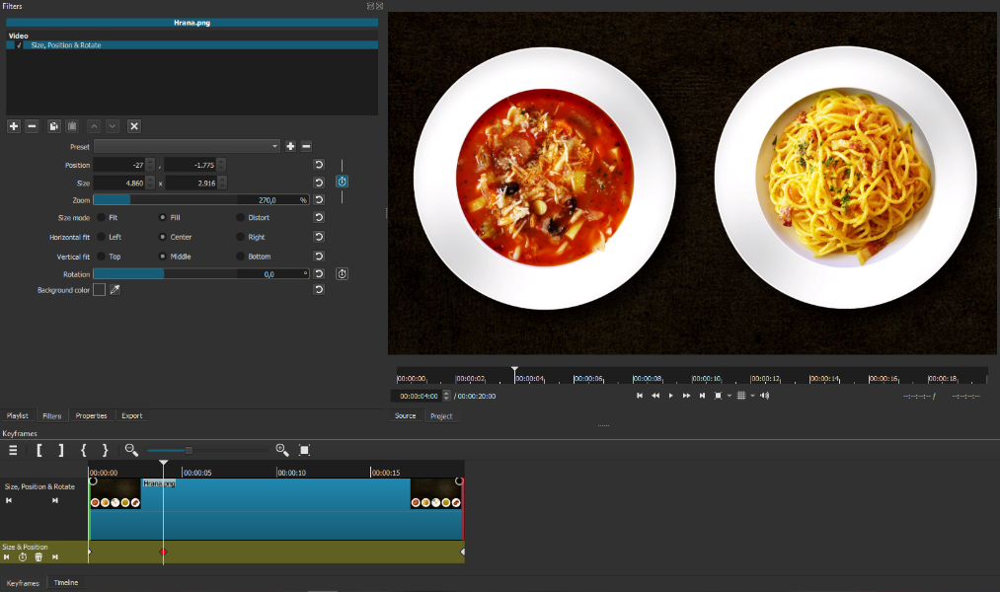 Filters
Hrana.png
Video
✓ Size, Position & Rotate
Preset
Position -27 , -1.775
Size 4.860 x 2.916
Zoom 270,0 %
Size mode Fit Fill Distort
Horizontal fit Left Center Right
Vertical fit Top Middle Bottom
Rotation 0,0 °
Background color
00:00:00 00:00:02 00:00:04 00:00:06 00:00:08 00:00:10 00:00:12 00:00:14 00:00:16 00:00:18
00:00:04:00 / 00:00:20:00 --:--:--:-- / --:--:--:--
Playlist Filters Properties Export
Source Project
Keyframes
00:00:00 00:00:05 00:00:10 00:00:15
Size, Position & Rotate
Hrana.png
Size & Position
Keyframes Timeline